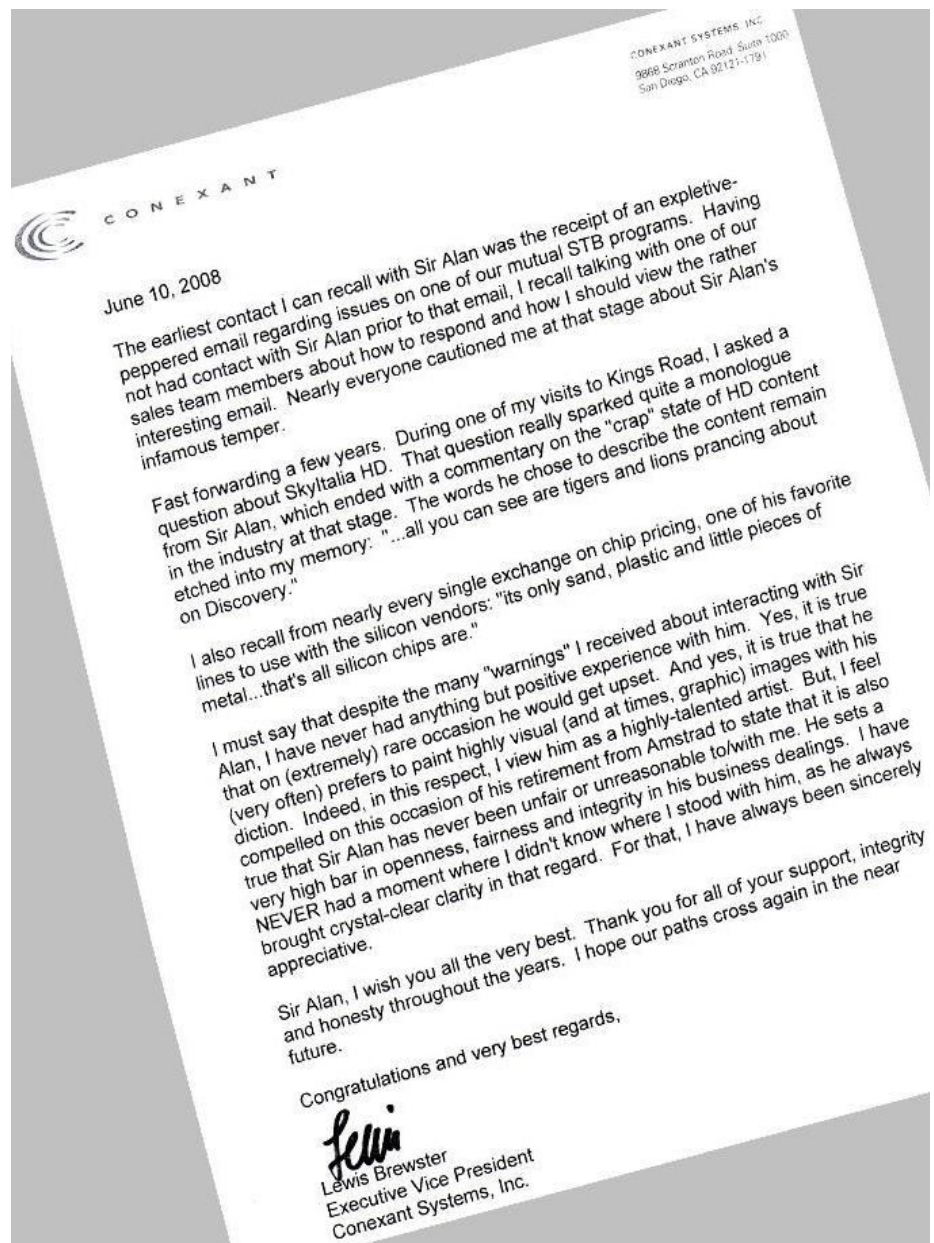 CONEXANT SYSTEMS, INC.
9868 Scranton Road, Suite 1000
San Diego, CA 92121-1791
CONEXANT
June 10, 2008
The earliest contact I can recall with Sir Alan was the receipt of an expletive-
peppered email regarding issues on one of our mutual STB programs. Having
not had contact with Sir Alan prior to that email, I recall talking with one of our
sales team members about how to respond and how I should view the rather
interesting email. Nearly everyone cautioned me at that stage about Sir Alan's
infamous temper.
Fast forwarding a few years. During one of my visits to Kings Road, I asked a
question about SkyItalia HD. That question really sparked quite a monologue
from Sir Alan, which ended with a commentary on the "crap" state of HD content
in the industry at that stage. The words he chose to describe the content remain
etched into my memory: "...all you can see are tigers and lions prancing about
on Discovery."
I also recall from nearly every single exchange on chip pricing, one of his favorite
lines to use with the silicon vendors: "its only sand, plastic and little pieces of
metal...that's all silicon chips are."
I must say that despite the many "warnings" I received about interacting with Sir
Alan, I have never had anything but positive experience with him. Yes, it is true
that on (extremely) rare occasion he would get upset. And yes, it is true that he
(very often) prefers to paint highly visual (and at times, graphic) images with his
diction. Indeed, in this respect, I view him as a highly-talented artist. But, I feel
compelled on this occasion of his retirement from Amstrad to state that it is also
true that Sir Alan has never been unfair or unreasonable to/with me. He sets a
very high bar in openness, fairness and integrity in his business dealings. I have
NEVER had a moment where I didn't know where I stood with him, as he always
brought crystal-clear clarity in that regard. For that, I have always been sincerely
appreciative.
Sir Alan, I wish you all the very best. Thank you for all of your support, integrity
and honesty throughout the years. I hope our paths cross again in the near
future.
Congratulations and very best regards,
Lewis
Lewis Brewster
Executive Vice President
Conexant Systems, Inc.